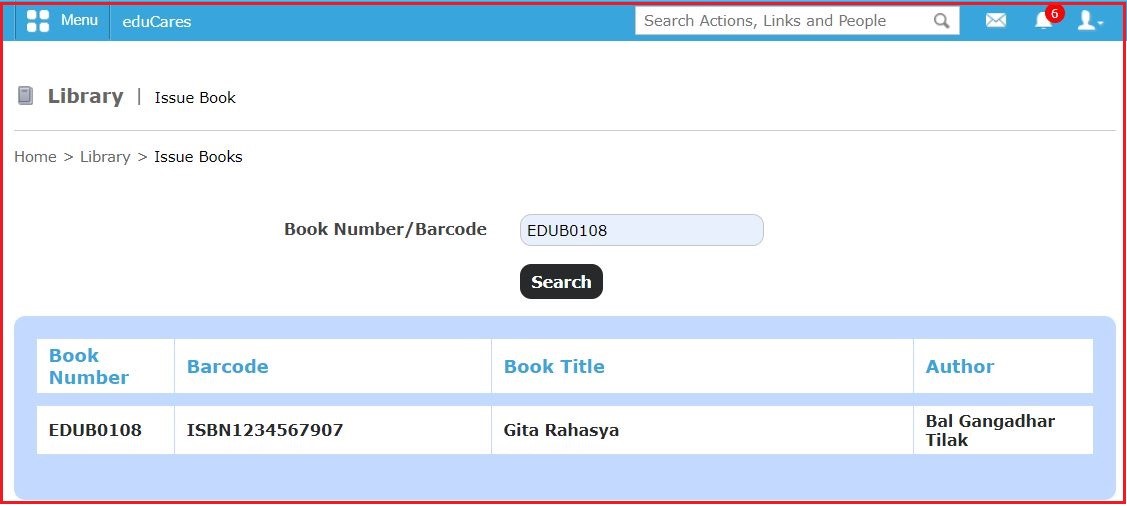 Menu eduCares Search Actions, Links and People 6
Library | Issue Book
Home > Library > Issue Books
Book Number/Barcode EDUB0108
Search
Book Number Barcode Book Title Author
EDUB0108 ISBN1234567907 Gita Rahasya Bal Gangadhar Tilak